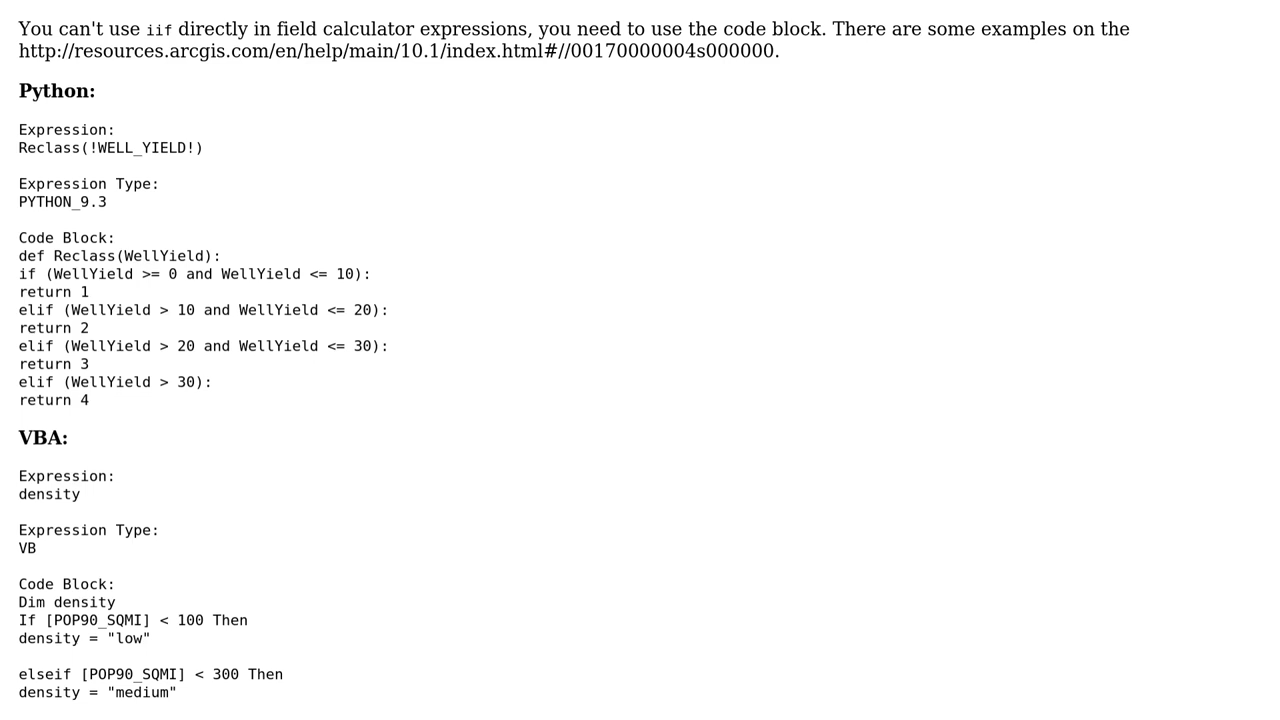 You can't use iif directly in field calculator expressions, you need to use the code block. There are some examples on the
http://resources.arcgis.com/en/help/main/10.1/index.html#//00170000004s000000.
Python:
Expression:
Reclass(!WELL_YIELD!)
Expression Type:
PYTHON_9.3
Code Block:
def Reclass(WellYield):
if (WellYield >= 0 and WellYield <= 10):
return 1
elif (WellYield > 10 and WellYield <= 20):
return 2
elif (WellYield > 20 and WellYield <= 30):
return 3
elif (WellYield > 30):
return 4
VBA:
Expression:
density
Expression Type:
VB
Code Block:
Dim density
If [POP90_SQMI] < 100 Then
density = "low"
elseif [POP90_SQMI] < 300 Then
density = "medium"